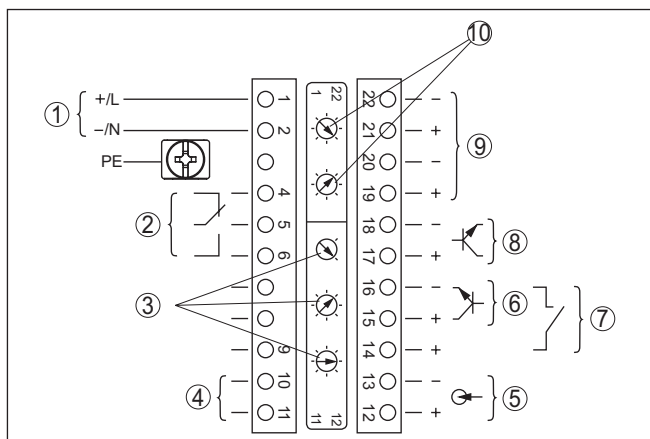 10
1 22
+/L 1 22 −
1
−/N 2 21 + 9
PE 20 −
4 19 +
2 5 18 − 8
6 17 +
16 − 6
3 15 + 7
9 14 +
10 13 −
4 5
11 12 +
11 12